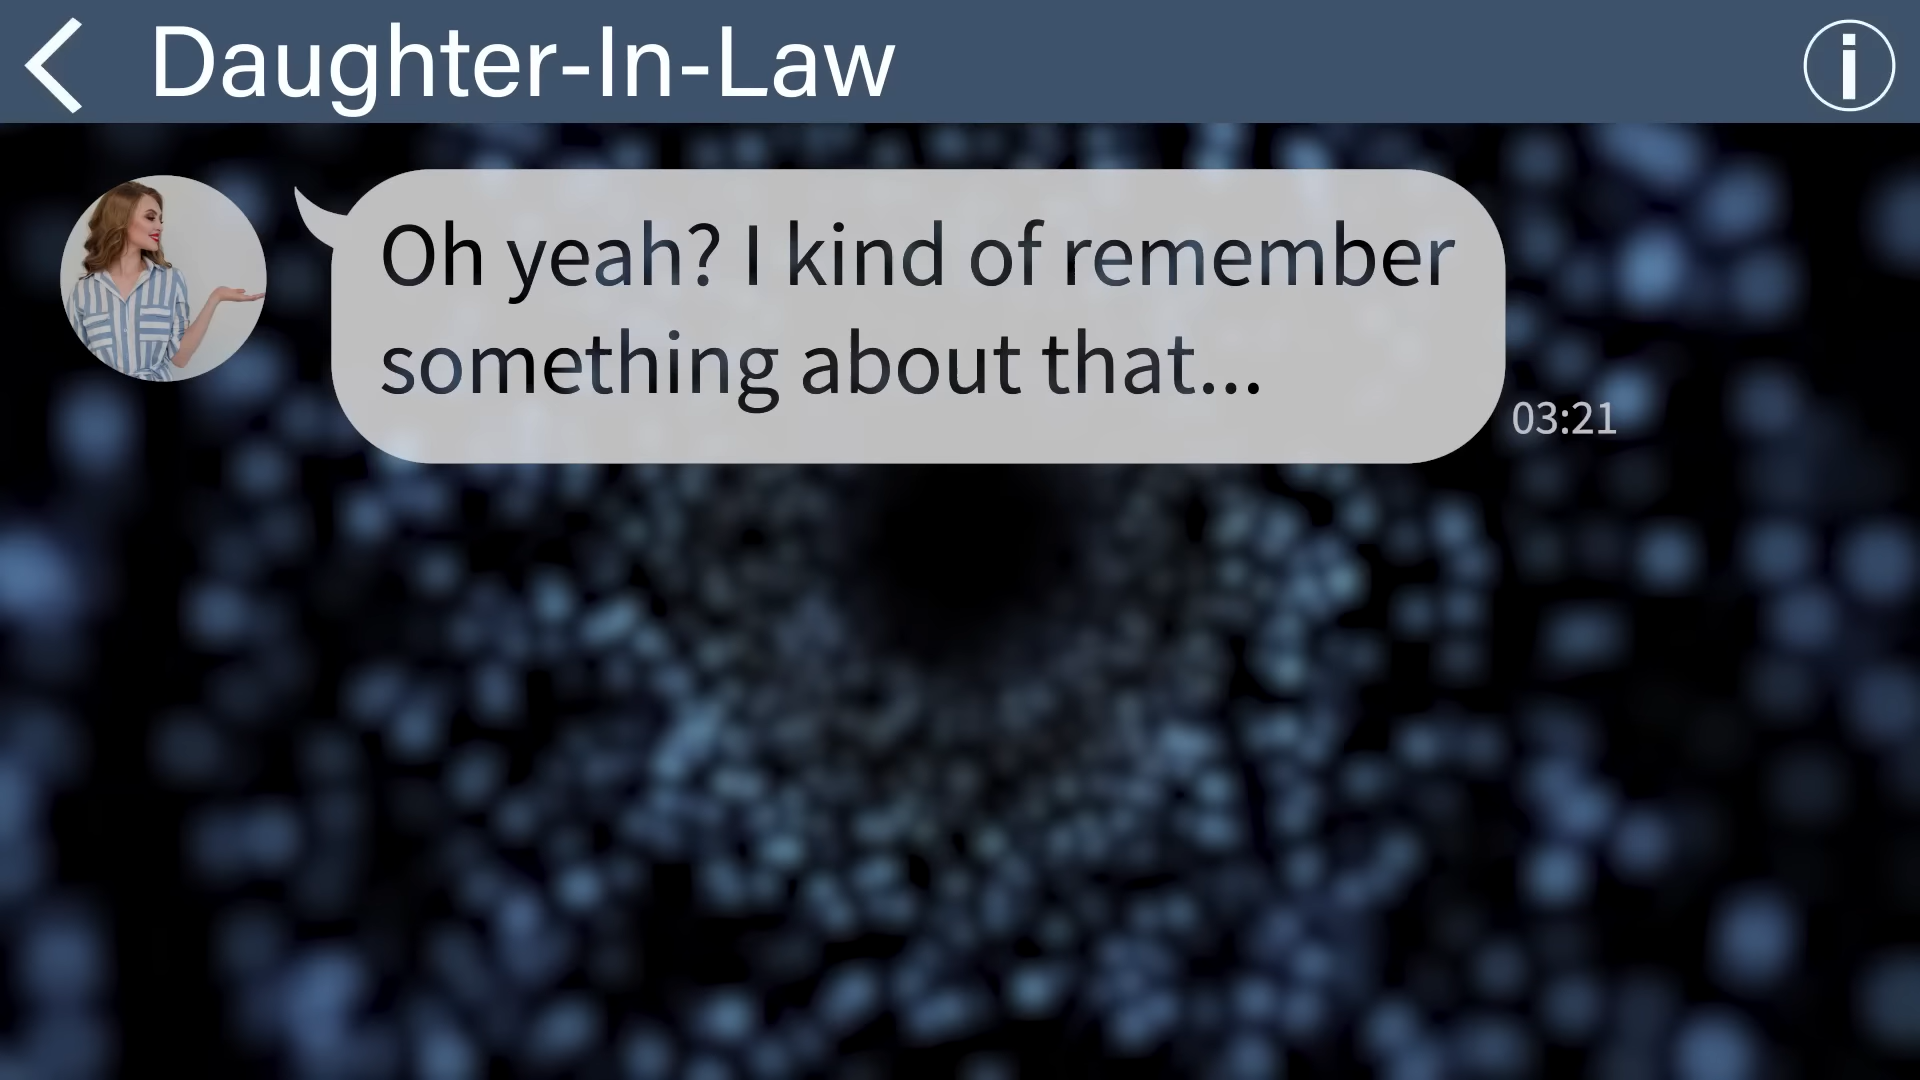 Daughter-In-Law
Oh yeah? I kind of remember
something about that...
03:21